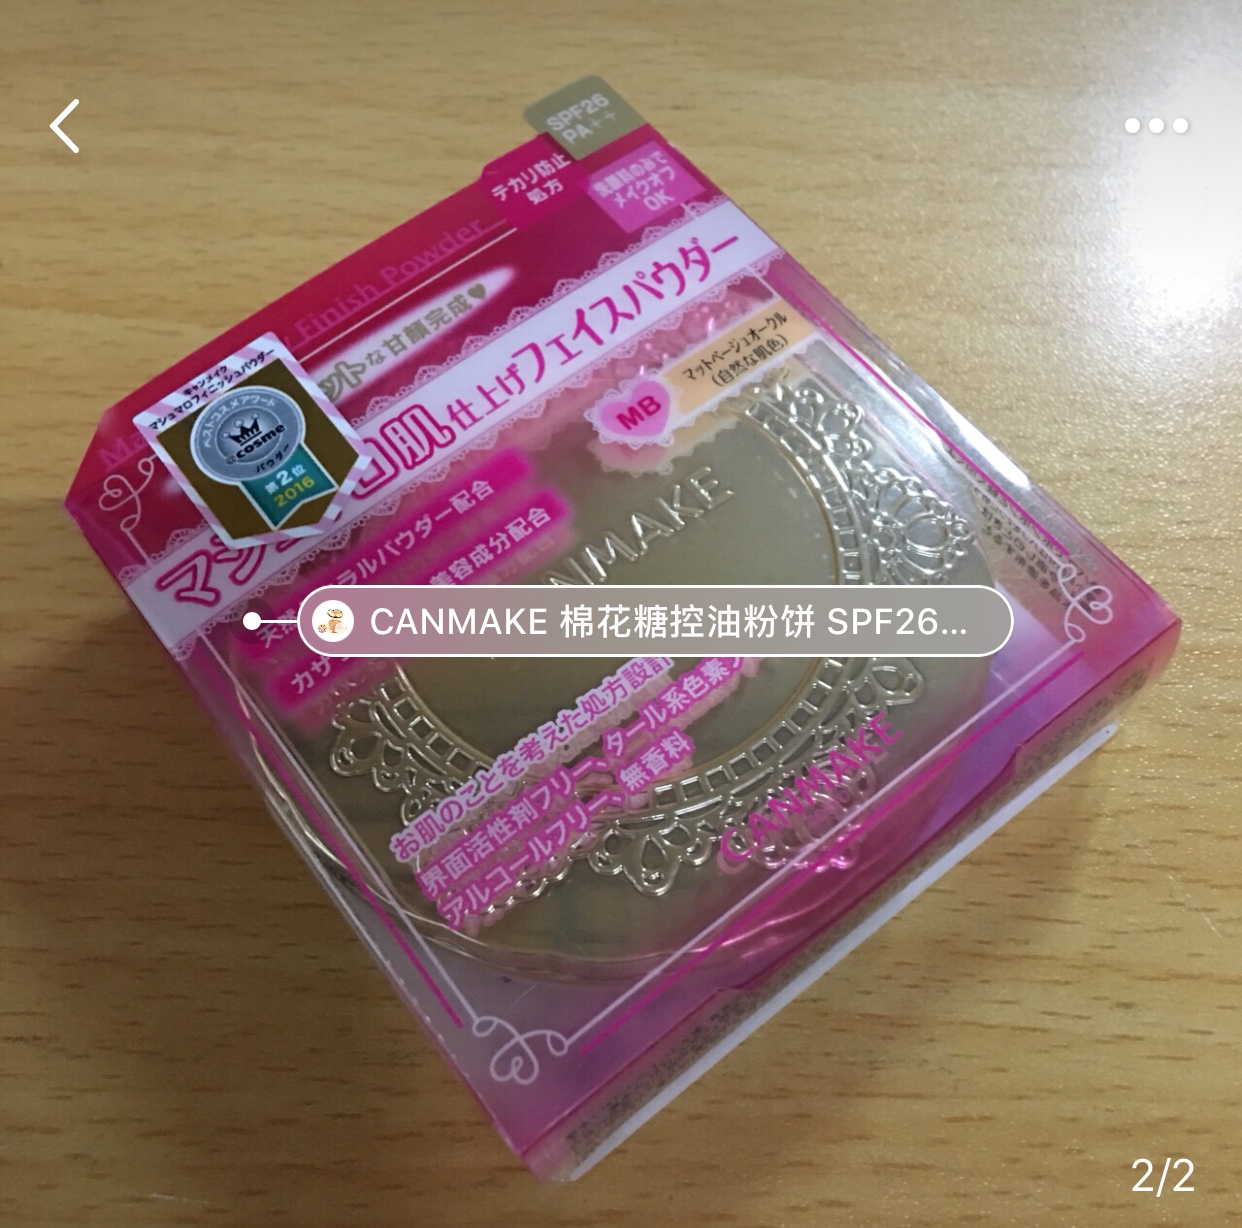 SPF26
PA++
テカリ防止
処方
洗顔料のみで
メイクオフ
OK
Finish Powder
な甘顔完成♥
仕上げフェイスパウダー
マットベージュオークル
(自然な肌色)
MB
キャンメイク
マシュマロフィニッシュパウダー
ベストコスメアワード
@cosme
パウダー
第2位
2016
ラルパウダー配合
美容成分配合
NMAKE
CANMAKE 棉花糖控油粉饼 SPF26...
お肌のことを考えた処方設計
界面活性剤フリー、タール系色素フ
アルコールフリー、無香料
CANMAKE
2/2